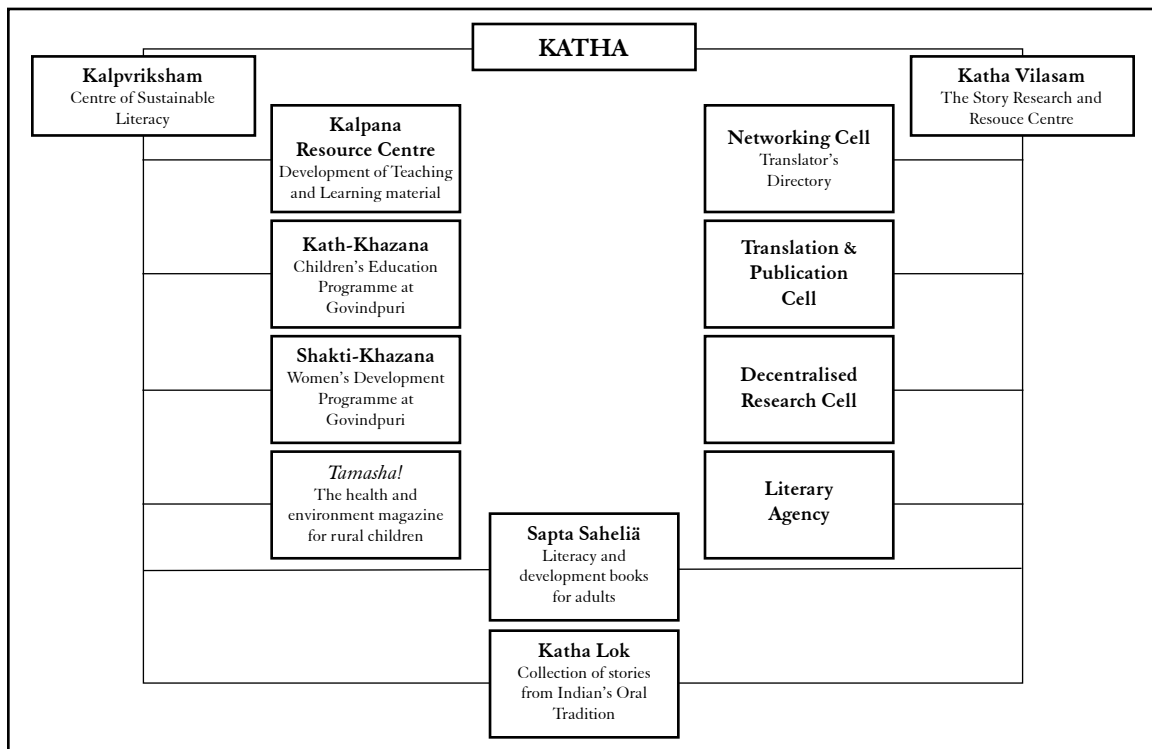 KATHA
Kalpvriksham
Centre of Sustainable
Literacy
Katha Vilasam
The Story Research and
Resouce Centre
Kalpana
Resource Centre
Development of Teaching
and Learning material
Networking Cell
Translator's
Directory
Kath-Khazana
Children's Education
Programme at
Govindpuri
Translation &
Publication
Cell
Shakti-Khazana
Women's Development
Programme at
Govindpuri
Decentralised
Research Cell
Tamasha!
The health and
environment magazine
for rural children
Literary
Agency
Sapta Saheliä
Literacy and
development books
for adults
Katha Lok
Collection of stories
from Indian's Oral
Tradition